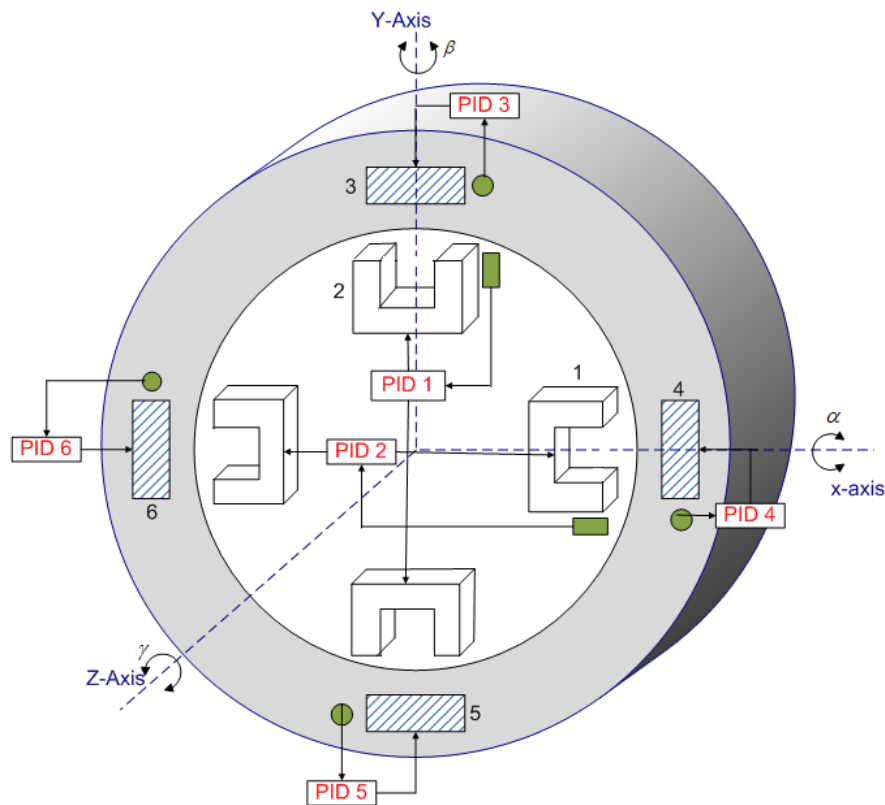 Y-Axis
β
PID 3
3
2
PID 1
1
4
α
PID 6
PID 2
x-axis
6
PID 4
γ
Z-Axis
5
PID 5